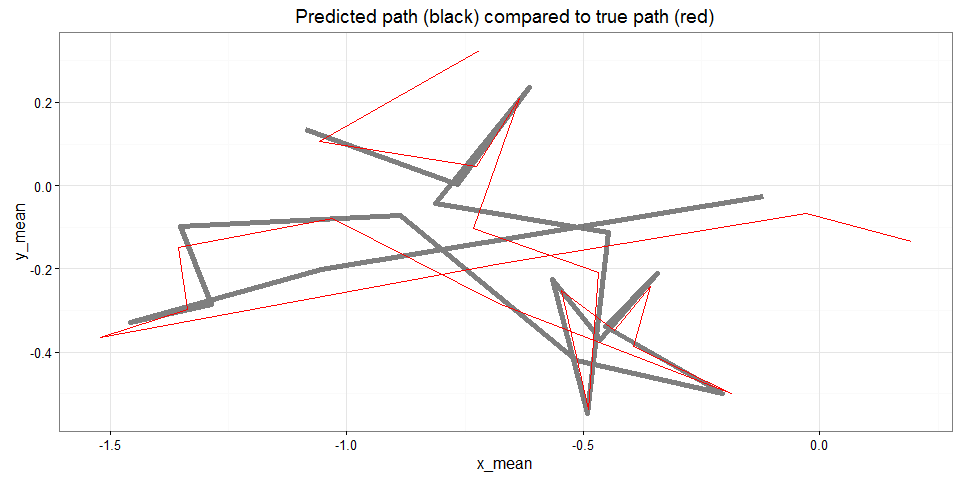 Predicted path (black) compared to true path (red)
y_mean
0.2
0.0
-0.2
-0.4
-1.5
-1.0
-0.5
0.0
x_mean